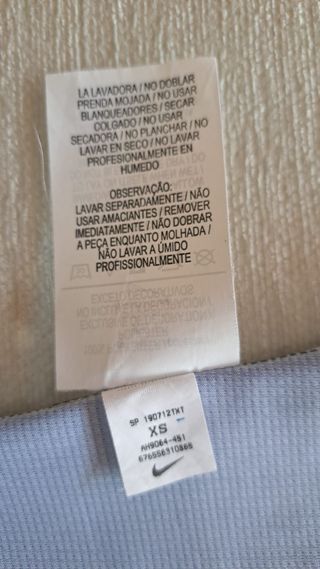 LA LAVADORA / NO DOBLAR
PRENDA MOJADA / NO USAR
BLANQUEADORES / SECAR
COLGADO / NO USAR
SECADORA / NO PLANCHAR / NO
LAVAR EN SECO / NO LAVAR
PROFESIONALMENTE EN
HUMEDO
OBSERVAÇÃO:
LAVAR SEPARADAMENTE / NÃO
USAR AMACIANTES / REMOVER
IMEDIATAMENTE / NÃO DOBRAR
A PEÇA ENQUANTO MOLHADA /
NÃO LAVAR A ÚMIDO
PROFISSIONALMENTE
SP 190712TXT
XS
AH9064-451
676556310865